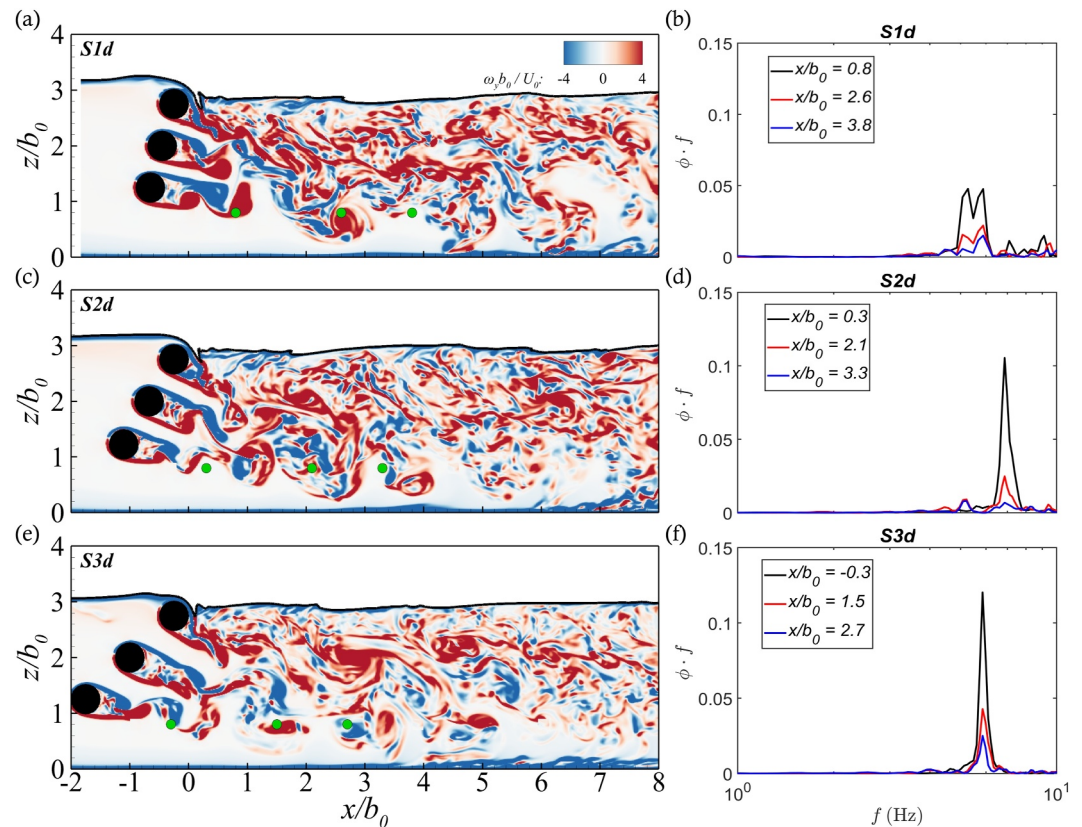 (a)
S1d
ω_y b_0 / U_0: -4 0 4
4
3
2
1
0
z/b_0
(b)
S1d
0.15
0.1
0.05
0
ϕ · f
x/b_0 = 0.8
x/b_0 = 2.6
x/b_0 = 3.8
(c)
S2d
4
3
2
1
0
z/b_0
(d)
S2d
0.15
0.1
0.05
0
ϕ · f
x/b_0 = 0.3
x/b_0 = 2.1
x/b_0 = 3.3
(e)
S3d
4
3
2
1
0
z/b_0
-2 -1 0 1 2 3 4 5 6 7 8
x/b_0
(f)
S3d
0.15
0.1
0.05
0
ϕ · f
x/b_0 = -0.3
x/b_0 = 1.5
x/b_0 = 2.7
10^0 10^1
f (Hz)